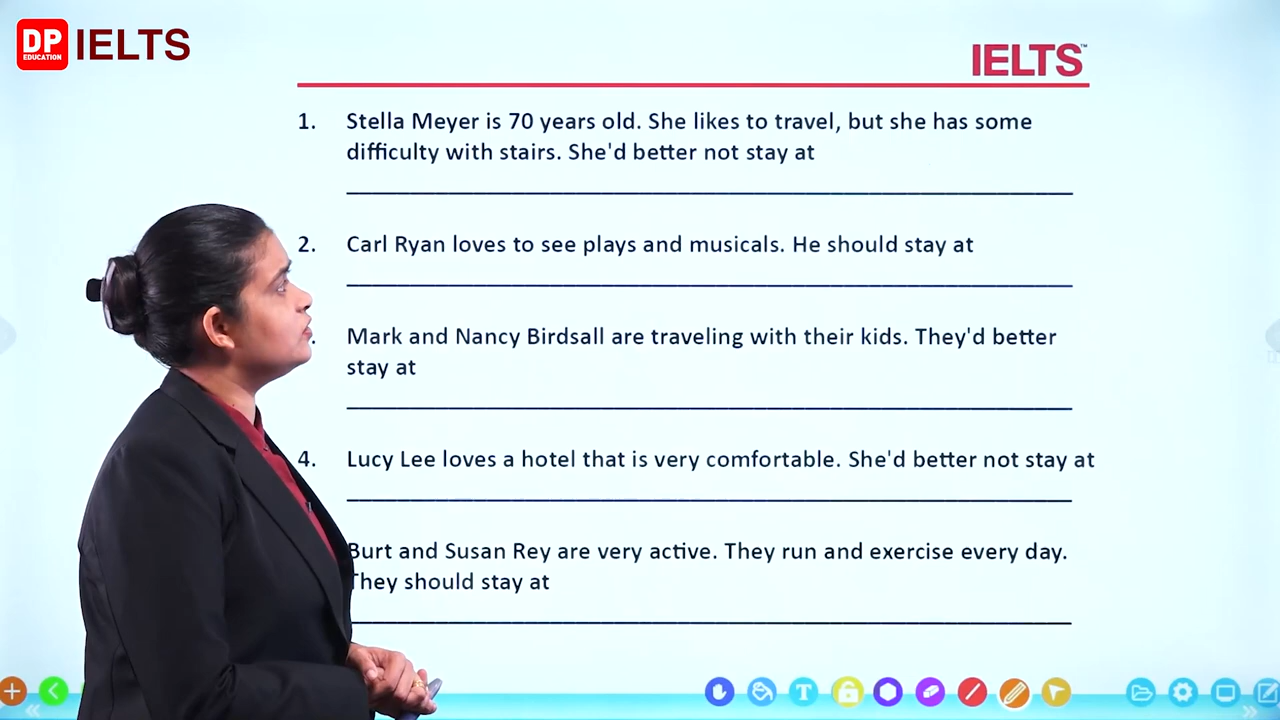 DP
EDUCATION
IELTS
IELTS™
1. Stella Meyer is 70 years old. She likes to travel, but she has some
difficulty with stairs. She'd better not stay at
2. Carl Ryan loves to see plays and musicals. He should stay at
Mark and Nancy Birdsall are traveling with their kids. They'd better
stay at
4. Lucy Lee loves a hotel that is very comfortable. She'd better not stay at
Burt and Susan Rey are very active. They run and exercise every day.
They should stay at